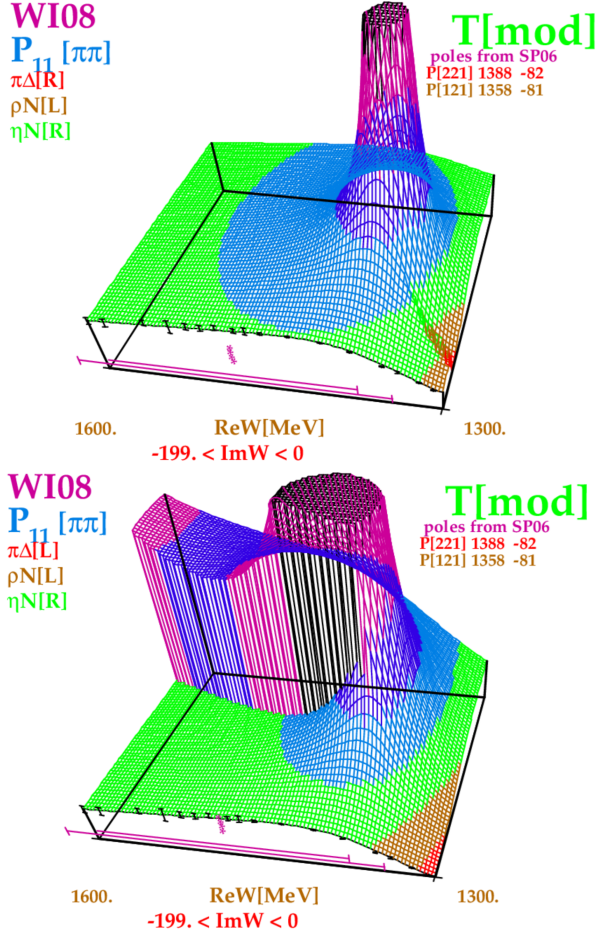 WI08
T[mod]
P11 [ππ]
poles from SP06
πΔ[R]
P[221] 1388 -82
ρN[L]
P[121] 1358 -81
ηN[R]
1600. ReW[MeV] 1300.
-199. < ImW < 0
WI08
T[mod]
P11 [ππ]
poles from SP06
πΔ[L]
P[221] 1388 -82
ρN[L]
P[121] 1358 -81
ηN[R]
1600. ReW[MeV] 1300.
-199. < ImW < 0